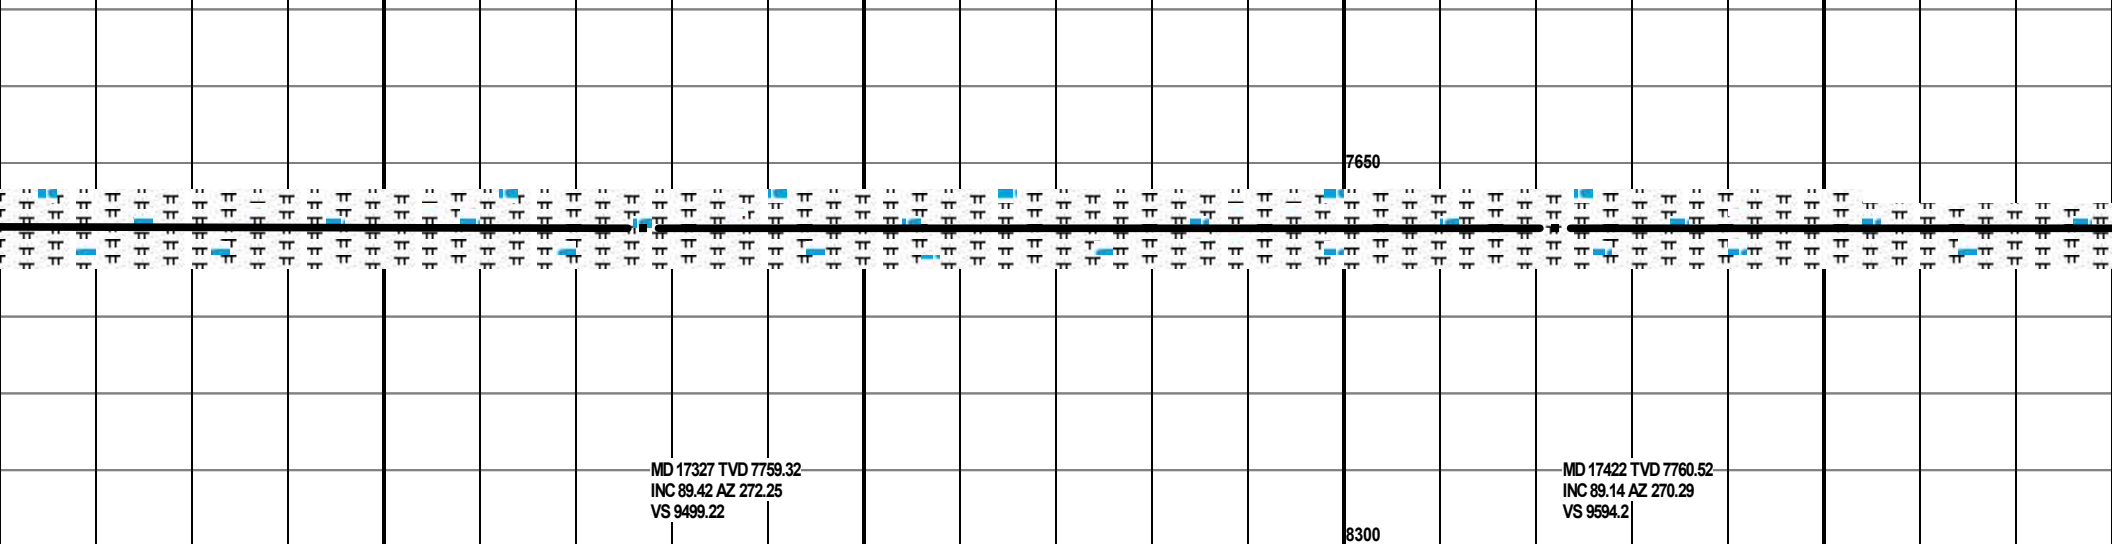 7650
MD 17327 TVD 7759.32
INC 89.42 AZ 272.25
VS 9499.22
MD 17422 TVD 7760.52
INC 89.14 AZ 270.29
VS 9594.2
8300